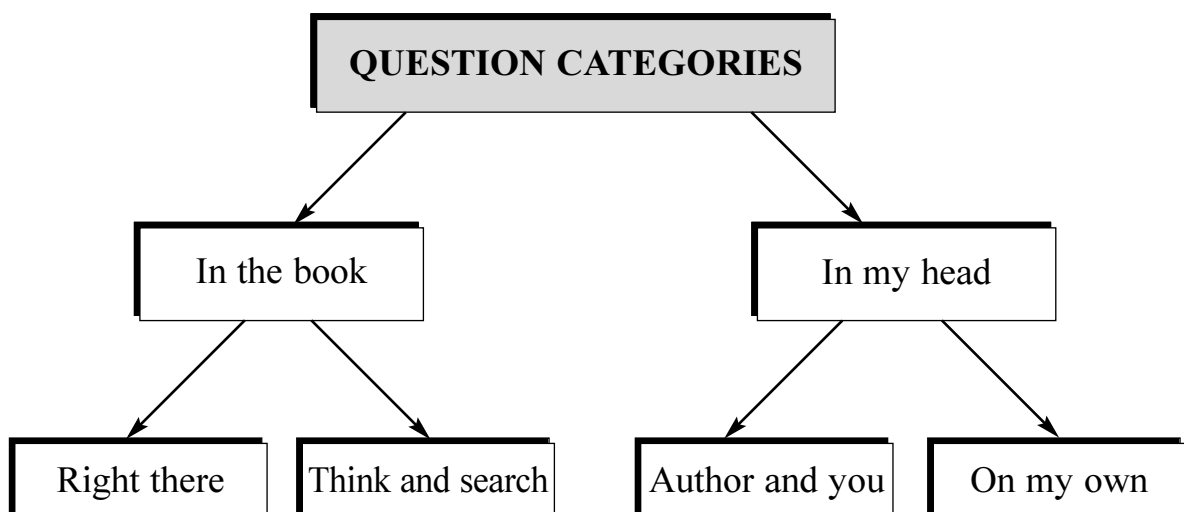 QUESTION CATEGORIES
In the book
In my head
Right there
Think and search
Author and you
On my own